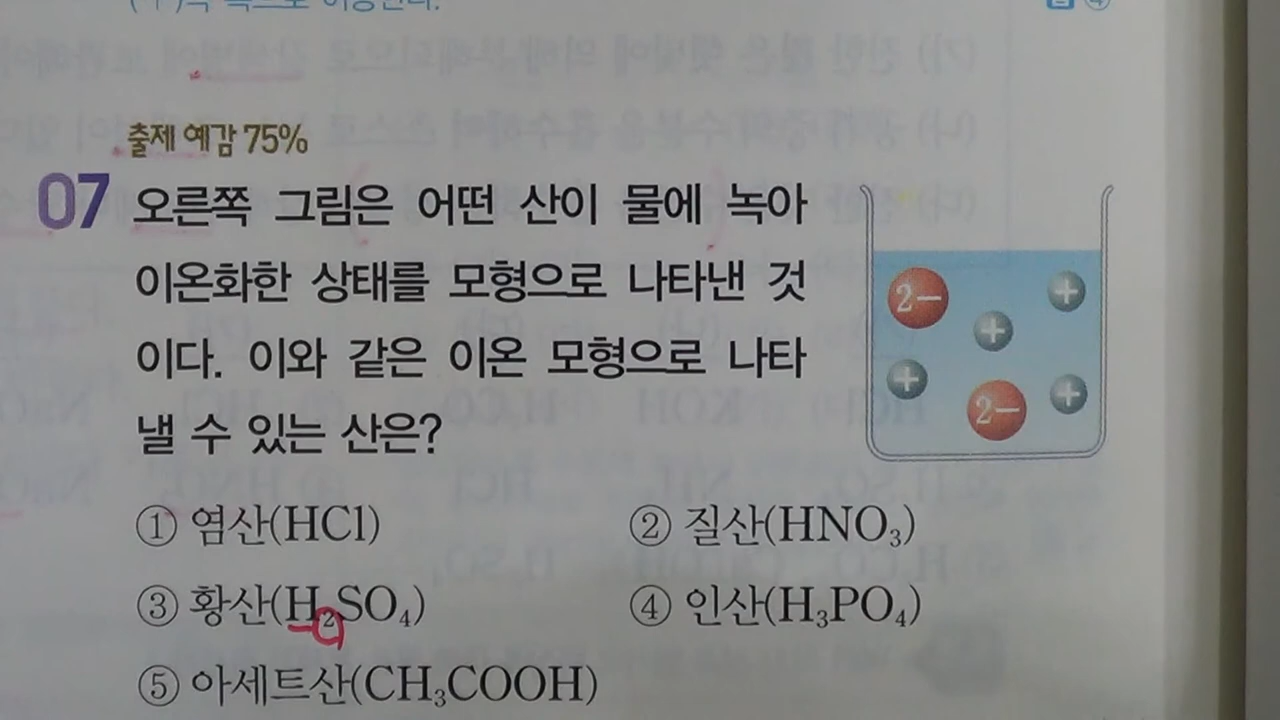 출제 예감 75%
07 오른쪽 그림은 어떤 산이 물에 녹아
이온화한 상태를 모형으로 나타낸 것
이다. 이와 같은 이온 모형으로 나타
낼 수 있는 산은?
2−
+
+
+
2−
+
① 염산(HCl) ② 질산(HNO₃)
③ 황산(H₂SO₄) ④ 인산(H₃PO₄)
⑤ 아세트산(CH₃COOH)